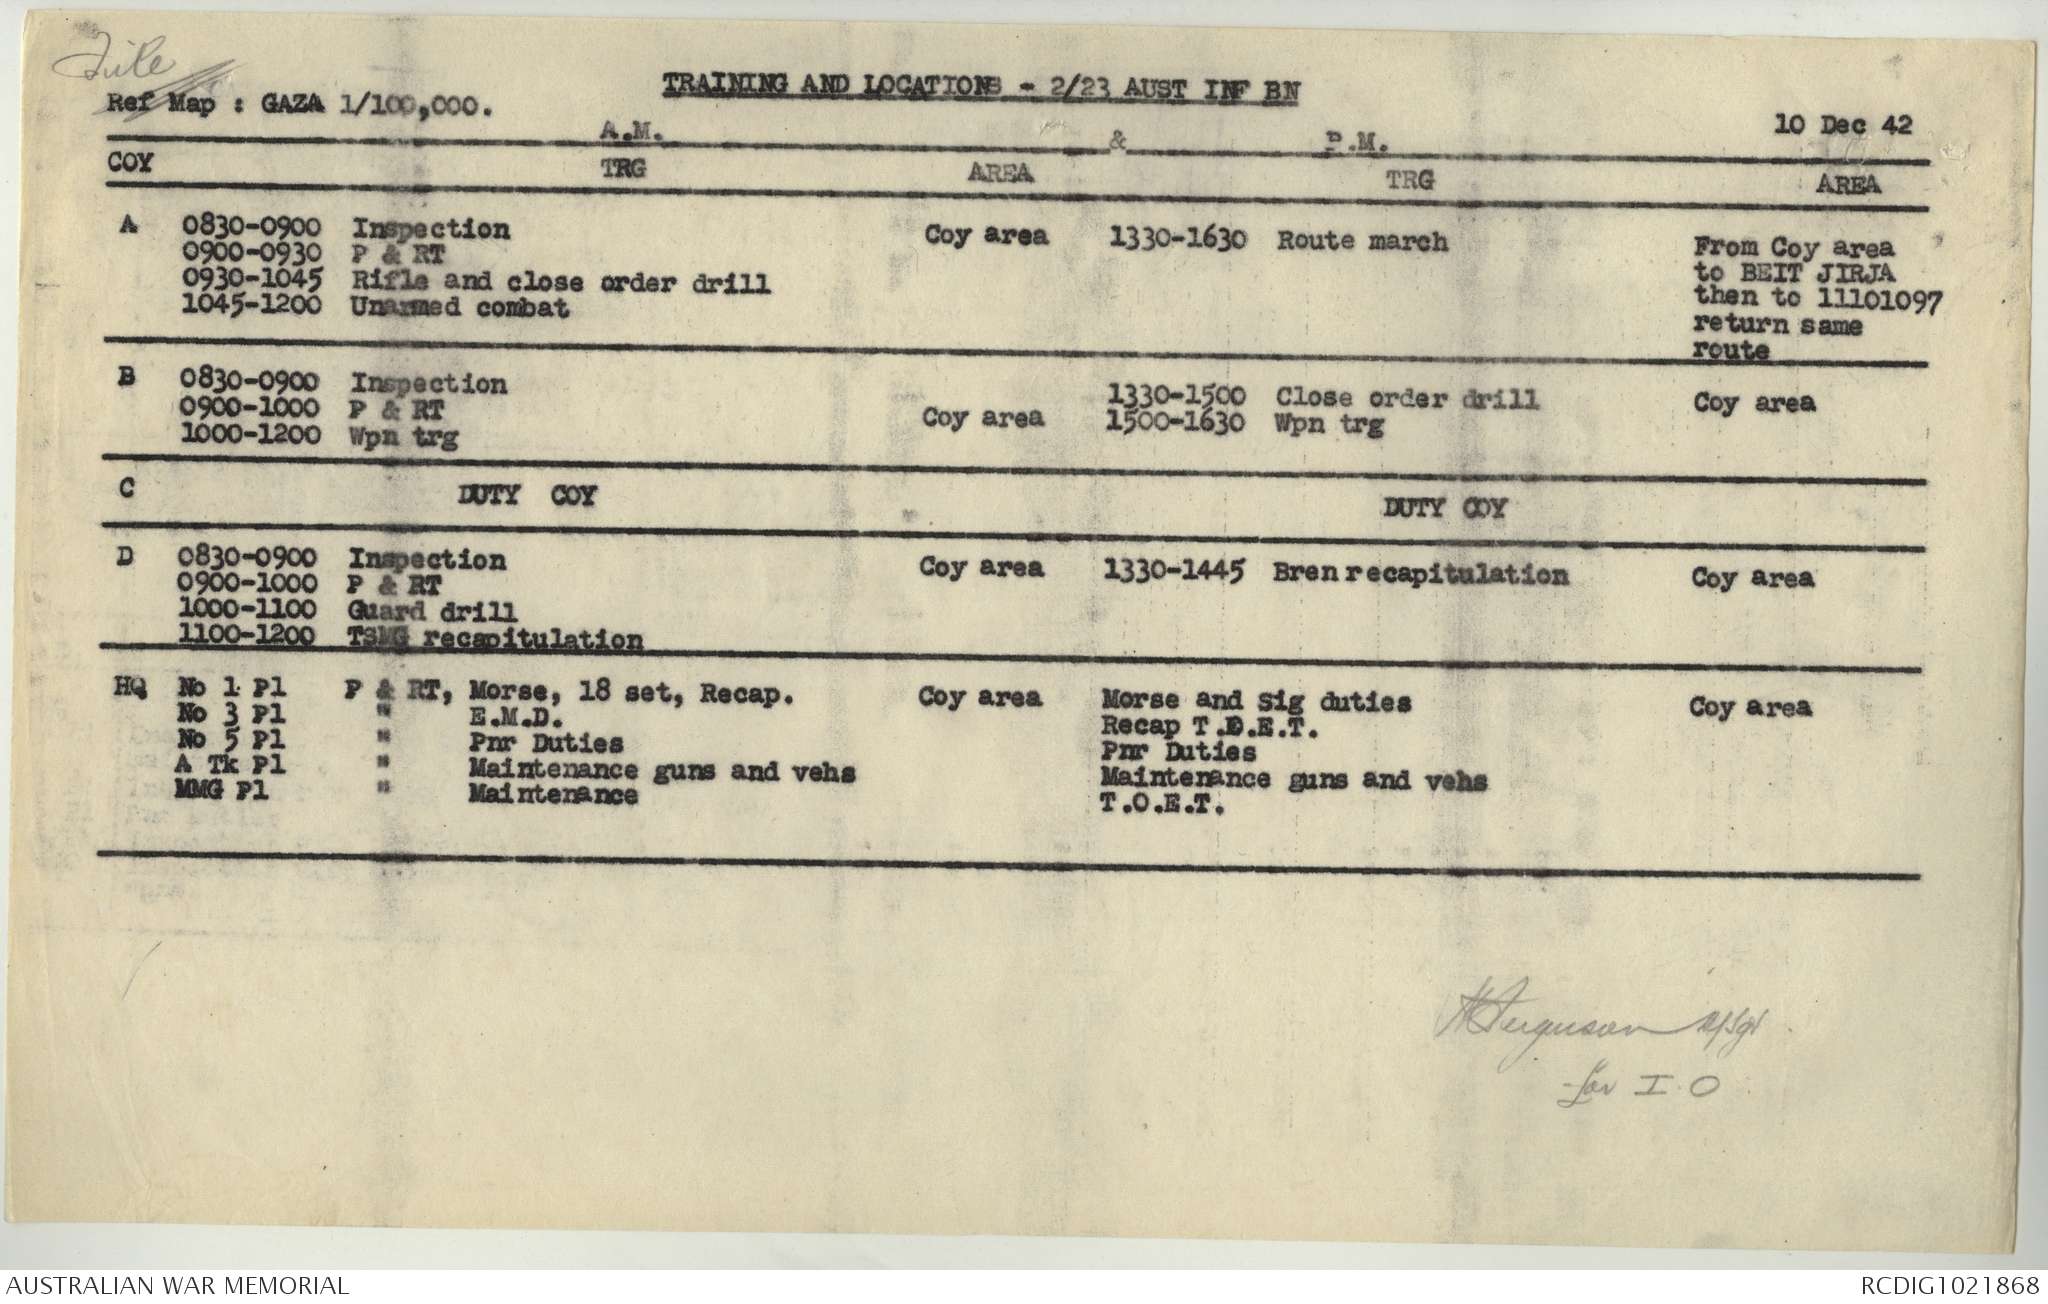 File
TRAINING AND LOCATIONS - 2/23 AUST INF BN
Ref Map : GAZA 1/100,000.
10 Dec 42
A.M. & P.M.
COY TRG AREA TRG AREA
A 0830-0900 Inspection Coy area 1330-1630 Route march From Coy area
0900-0930 P & RT to BEIT JIRJA
0930-1045 Rifle and close order drill then to 11101097
1045-1200 Unarmed combat return same
route
B 0830-0900 Inspection 1330-1500 Close order drill Coy area
0900-1000 P & RT Coy area 1500-1630 Wpn trg
1000-1200 Wpn trg
C DUTY COY DUTY COY
D 0830-0900 Inspection Coy area 1330-1445 Bren recapitulation Coy area
0900-1000 P & RT
1000-1100 Guard drill
1100-1200 TSMG recapitulation
HQ No 1 Pl P & RT, Morse, 18 set, Recap. Coy area Morse and Sig duties Coy area
No 3 Pl " E.M.D. Recap T.O.E.T.
No 5 Pl " Pnr Duties Pnr Duties
A Tk Pl " Maintenance guns and vehs Maintenance guns and vehs
MMG Pl " Maintenance T.O.E.T.
Ferguson
for I.O
AUSTRALIAN WAR MEMORIAL RCDIG1021868